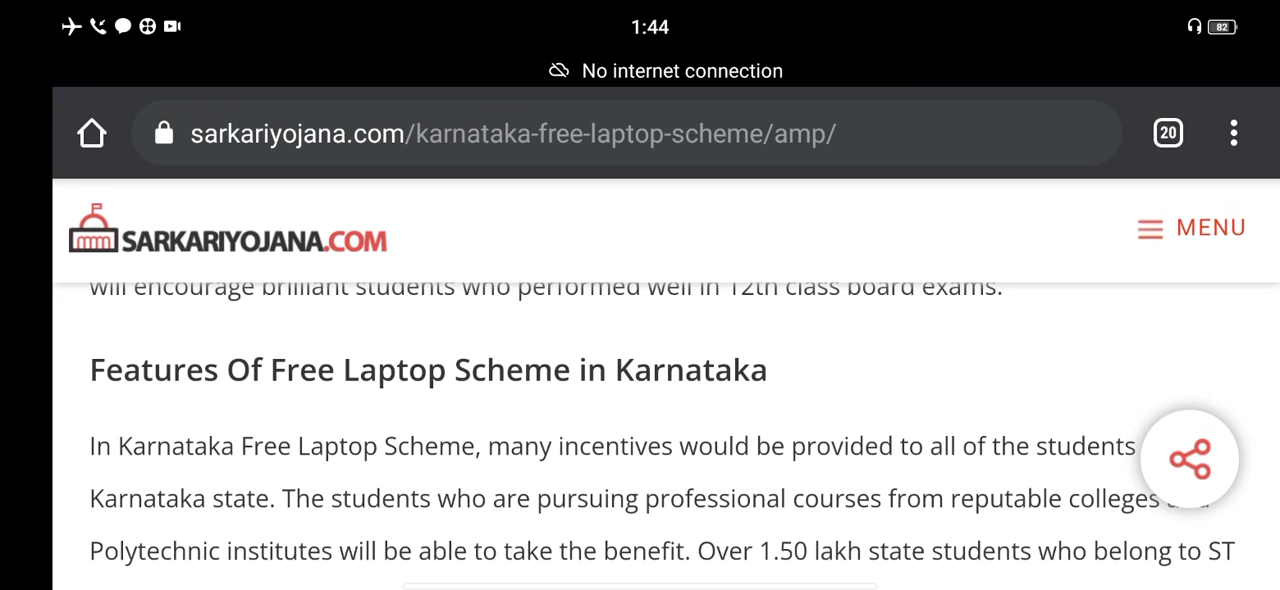 1:44
82
No internet connection
sarkariyojana.com/karnataka-free-laptop-scheme/amp/
20
SARKARIYOJANA.COM
MENU
will encourage brilliant students who performed well in 12th class board exams.
Features Of Free Laptop Scheme in Karnataka
In Karnataka Free Laptop Scheme, many incentives would be provided to all of the students
Karnataka state. The students who are pursuing professional courses from reputable colleges
Polytechnic institutes will be able to take the benefit. Over 1.50 lakh state students who belong to ST